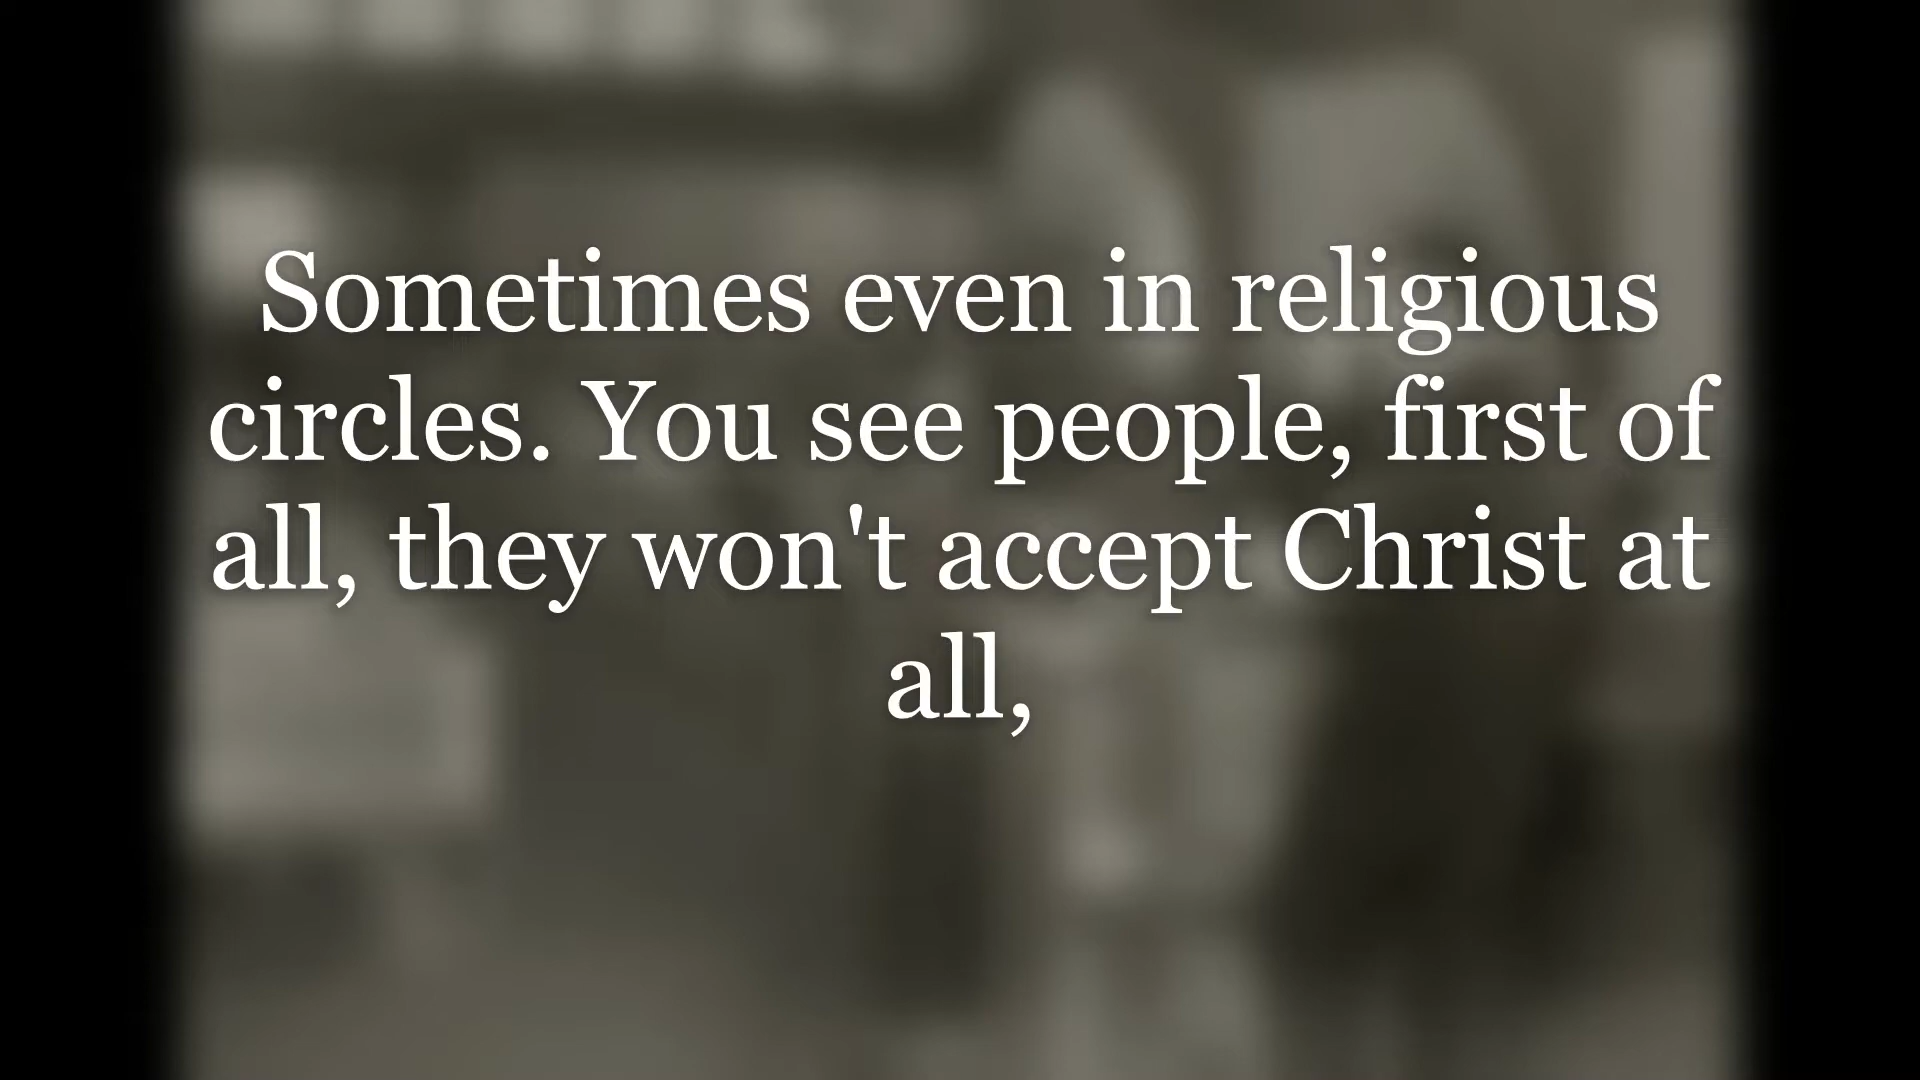 Sometimes even in religious
circles. You see people, first of
all, they won't accept Christ at
all,